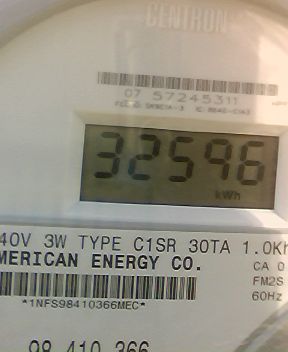 CENTRON
07 57245311
32596
kWh
40V 3W TYPE C1SR 30TA 1.0Kh
MERICAN ENERGY CO.
CA 0
FM2S
*1NFS98410366MEC*
60Hz
98 410 366